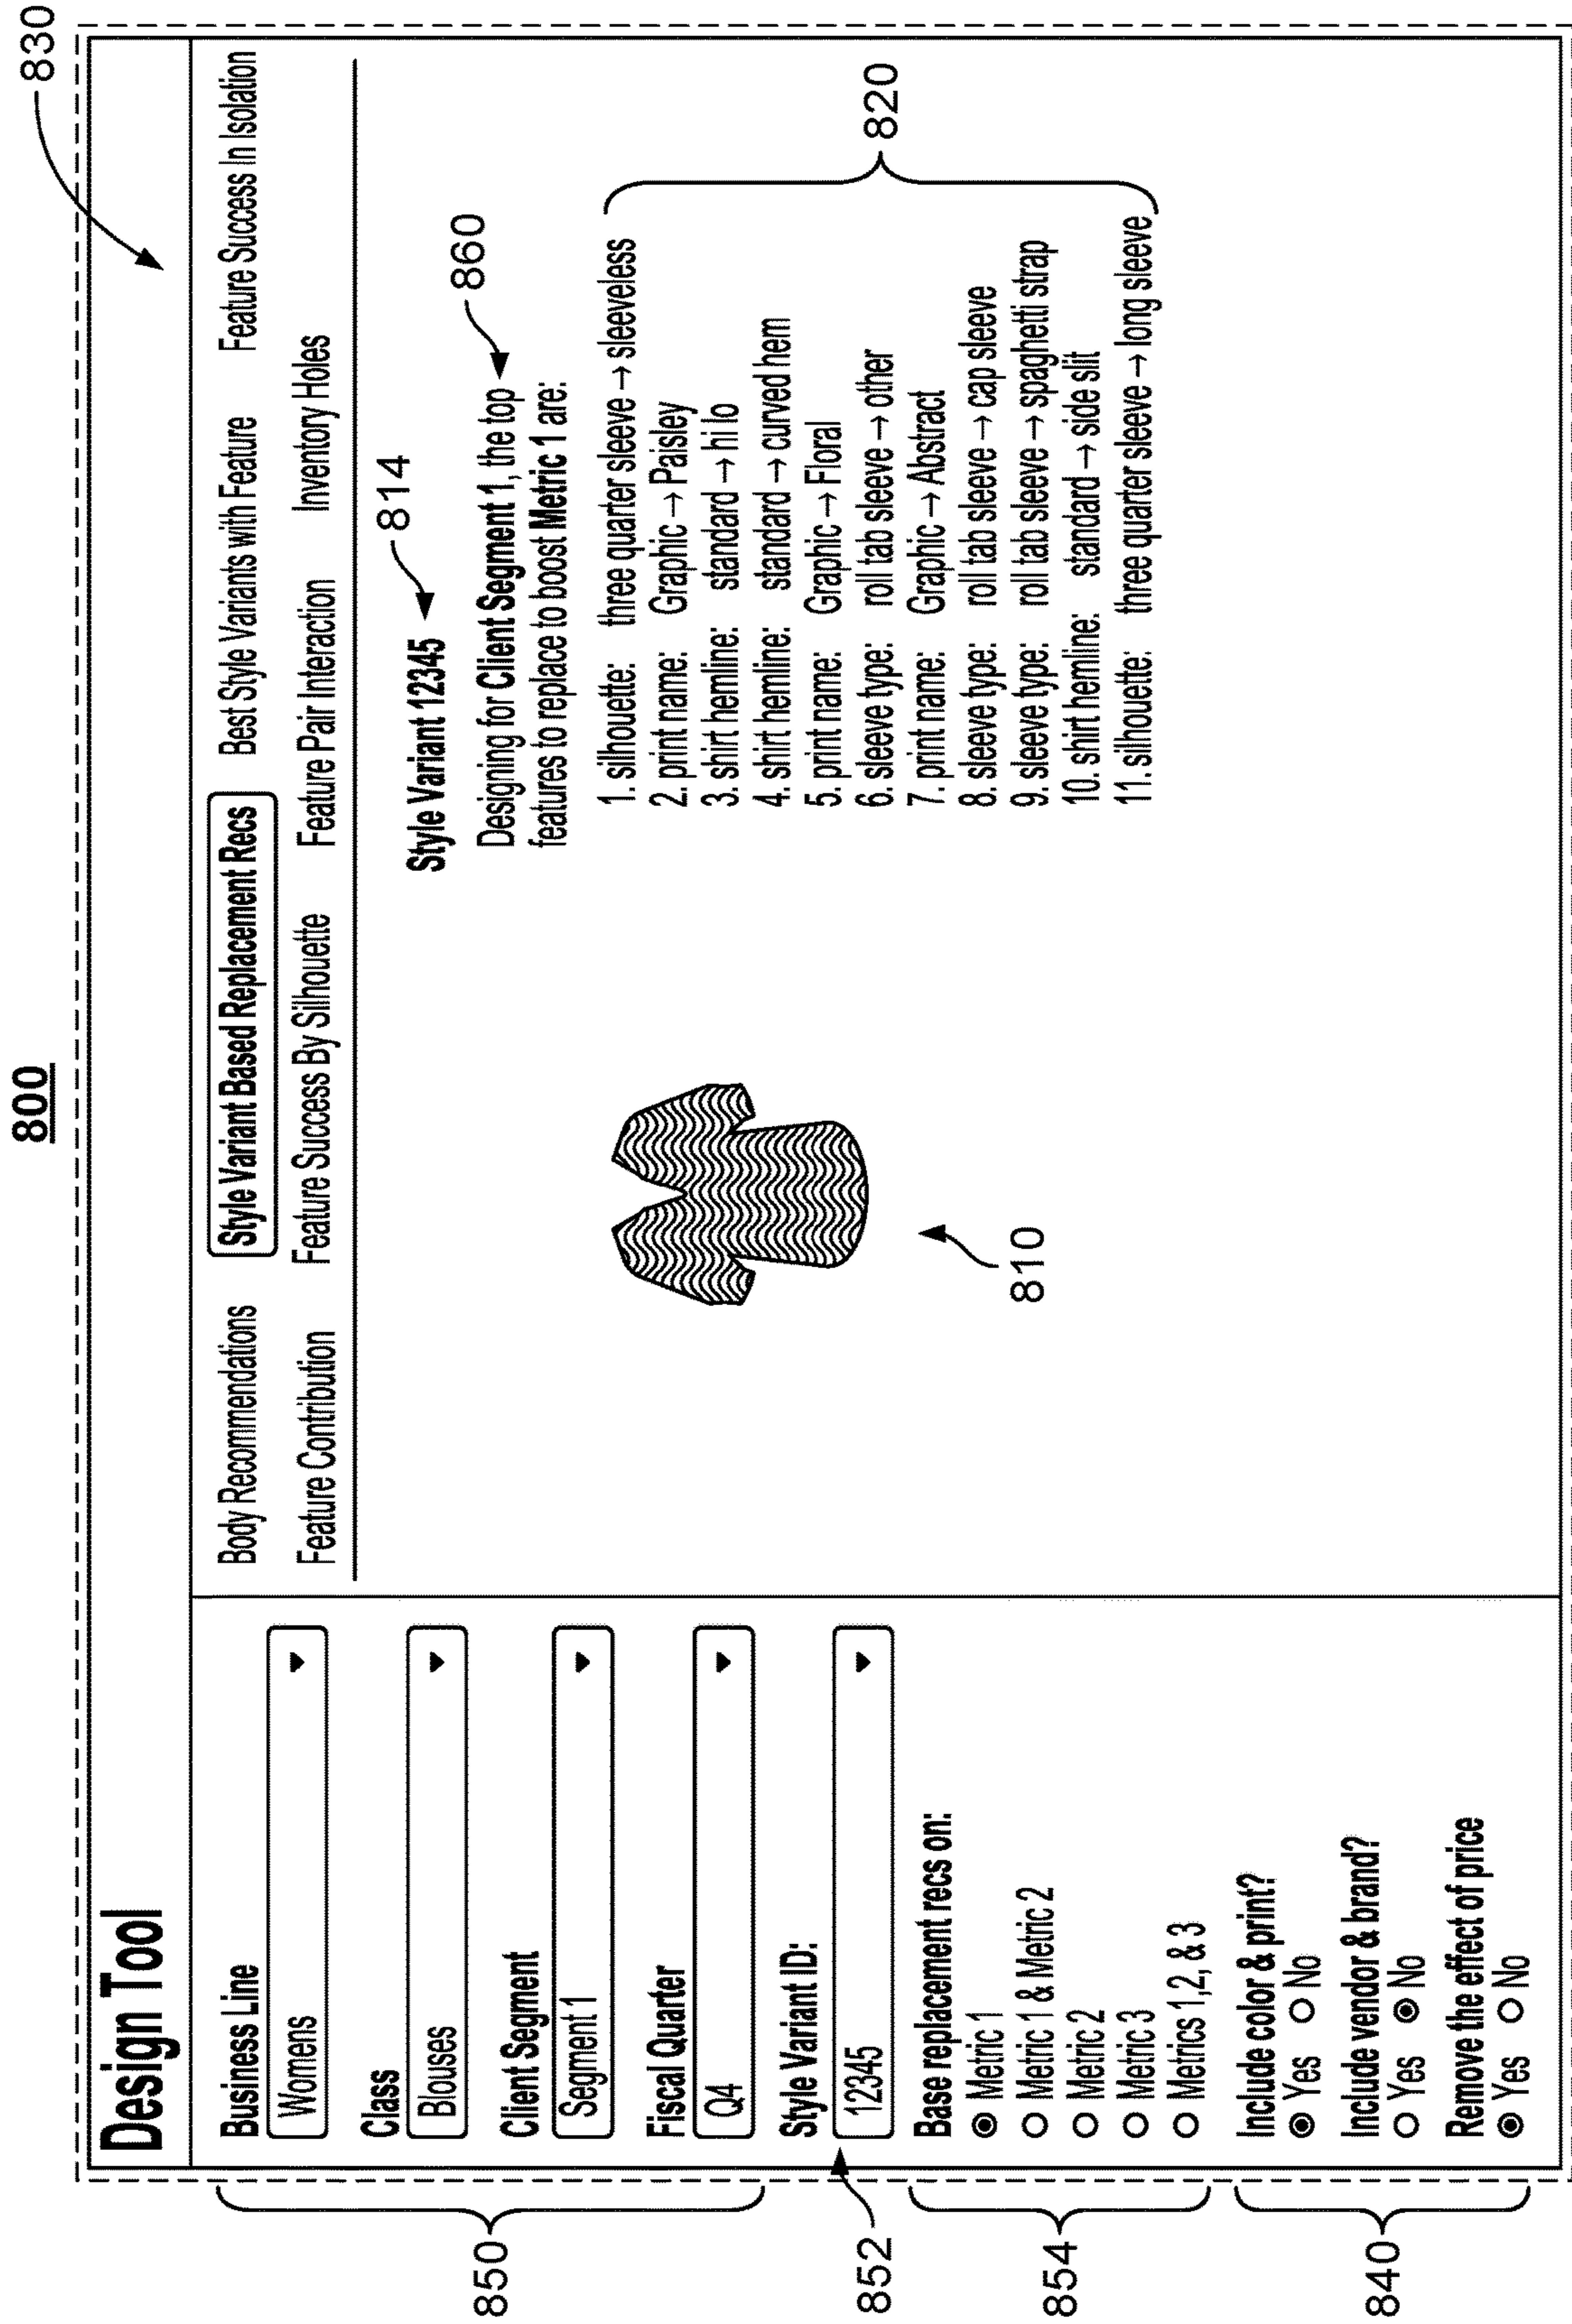 800
830
Design Tool
Business Line
Womens
Class
Blouses
Client Segment
Segment 1
Fiscal Quarter
Q4
Style Variant ID:
12345
Base replacement recs on:
Metric 1
Metric 1 & Metric 2
Metric 2
Metric 3
Metrics 1,2, & 3
Include color & print?
Yes No
Include vendor & brand?
Yes No
Remove the effect of price
Yes No
850
852
854
840
Body Recommendations Style Variant Based Replacement Recs Best Style Variants with Feature Feature Success In Isolation
Feature Contribution Feature Success By Silhouette Feature Pair Interaction Inventory Holes
810
Style Variant 12345
814
Designing for Client Segment 1, the top
features to replace to boost Metric 1 are:
860
1. silhouette: three quarter sleeve → sleeveless
2. print name: Graphic → Paisley
3. shirt hemline: standard → hi lo
4. shirt hemline: standard → curved hem
5. print name: Graphic → Floral
6. sleeve type: roll tab sleeve → other
7. print name: Graphic → Abstract
8. sleeve type: roll tab sleeve → cap sleeve
9. sleeve type: roll tab sleeve → spaghetti strap
10. shirt hemline: standard → side slit
11. silhouette: three quarter sleeve → long sleeve
820